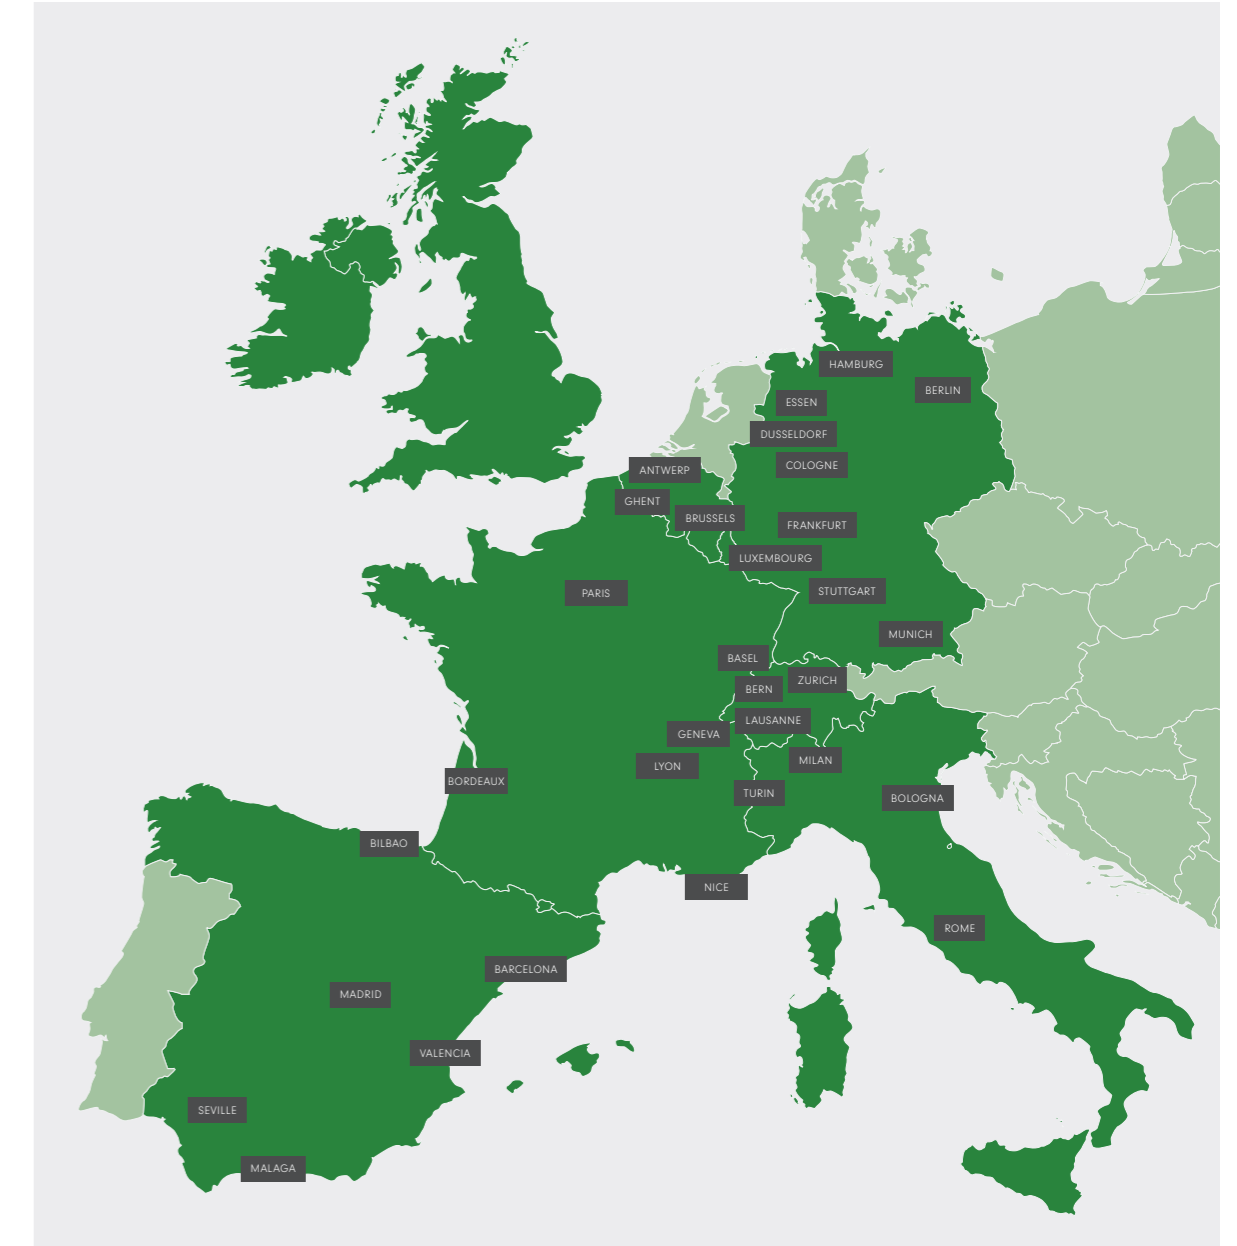 HAMBURG
BERLIN
ESSEN
DUSSELDORF
COLOGNE
ANTWERP
GHENT
BRUSSELS
FRANKFURT
LUXEMBOURG
PARIS
STUTTGART
MUNICH
BASEL
ZURICH
BERN
LAUSANNE
GENEVA
LYON
MILAN
BORDEAUX
TURIN
BOLOGNA
BILBAO
NICE
ROME
BARCELONA
MADRID
VALENCIA
SEVILLE
MALAGA